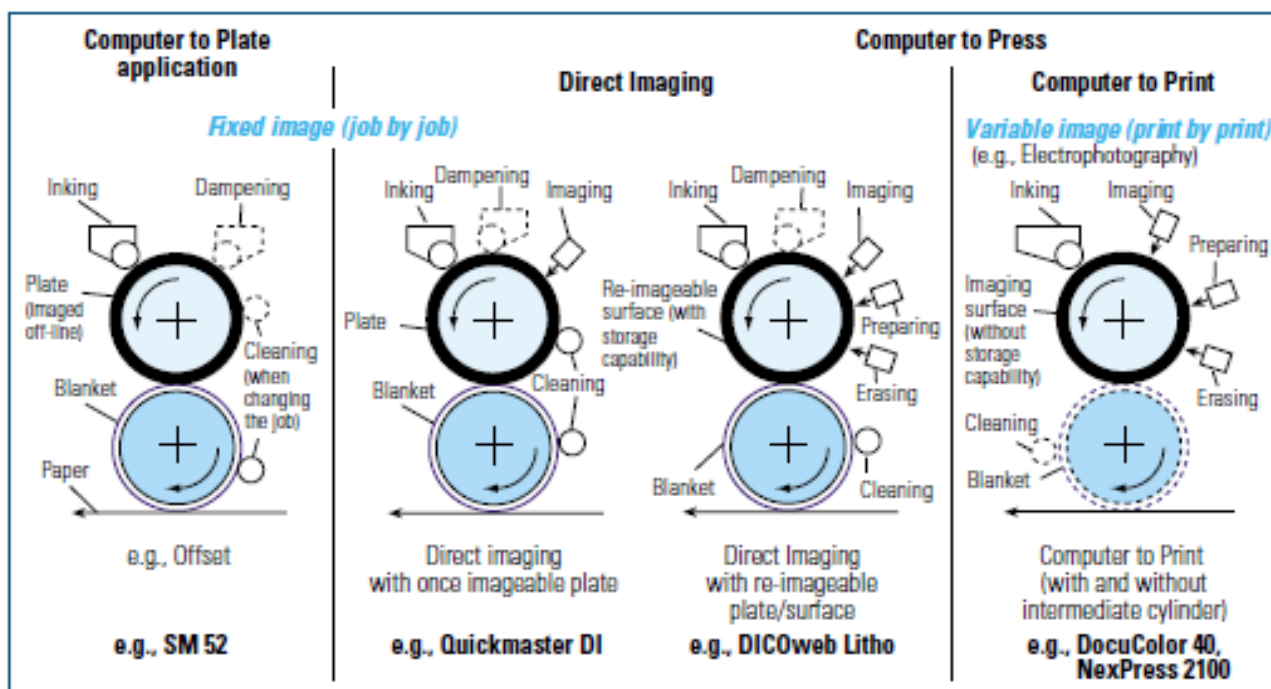 Computer to Plate
application
Computer to Press
Direct Imaging
Computer to Print
Fixed image (job by job)
Variable image (print by print)
(e.g., Electrophotography)
Inking
Dampening
Plate
(imaged
off-line)
Cleaning
(when
changing
the job)
Blanket
Paper
e.g., Offset
e.g., SM 52
Inking
Dampening
Imaging
Plate
Cleaning
Blanket
Direct imaging
with once imageable plate
e.g., Quickmaster DI
Inking
Dampening
Imaging
Re-imageable
surface (with
storage
capability)
Preparing
Erasing
Blanket
Cleaning
Direct Imaging
with re-imageable
plate/surface
e.g., DICOweb Litho
Inking
Imaging
Preparing
Imaging
surface
(without
storage
capability)
Erasing
Cleaning
Blanket
Computer to Print
(with and without
intermediate cylinder)
e.g., DocuColor 40,
NexPress 2100